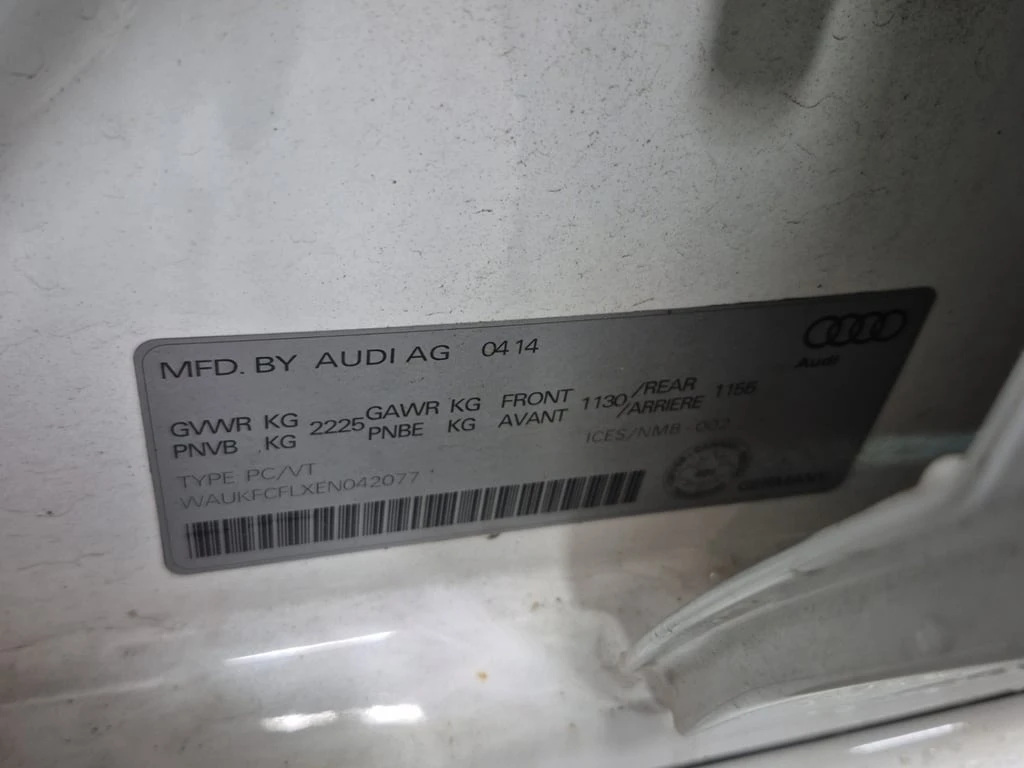 MFD. BY AUDI AG 04 14
Audi
GVWR KG 2225 GAWR KG FRONT 1130 /REAR
PNVB KG PNBE KG AVANT /ARRIERE
ICES/NMB-002
TYPE PC/VT
WAUKFCFLXEN042077
GERMANY